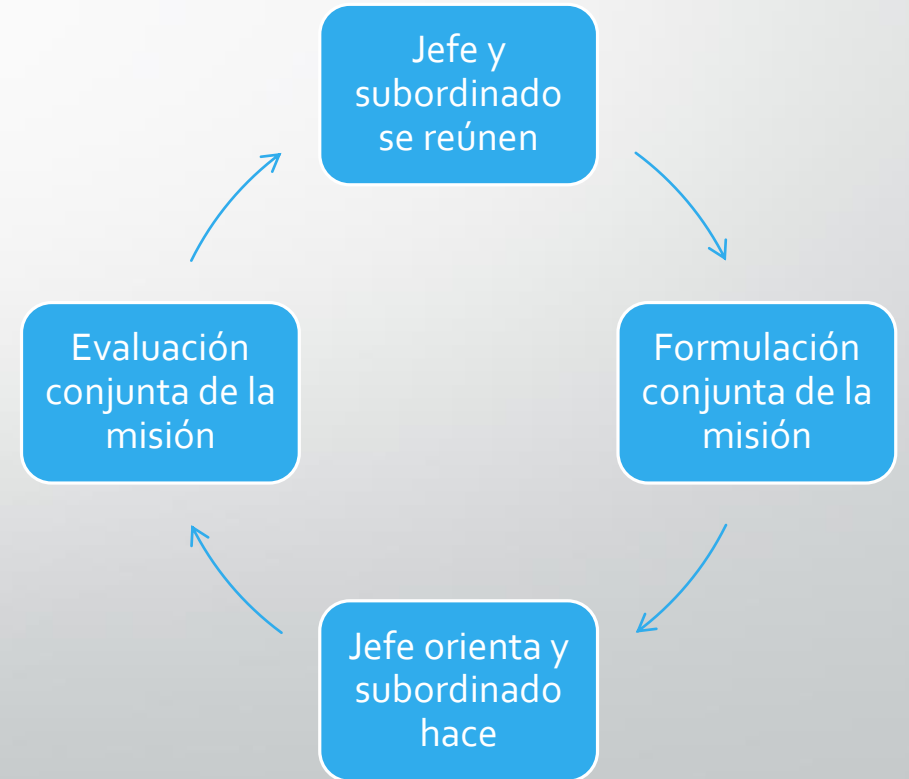 Jefe y
subordinado
se reúnen
Formulación
conjunta de la
misión
Jefe orienta y
subordinado
hace
Evaluación
conjunta de la
misión